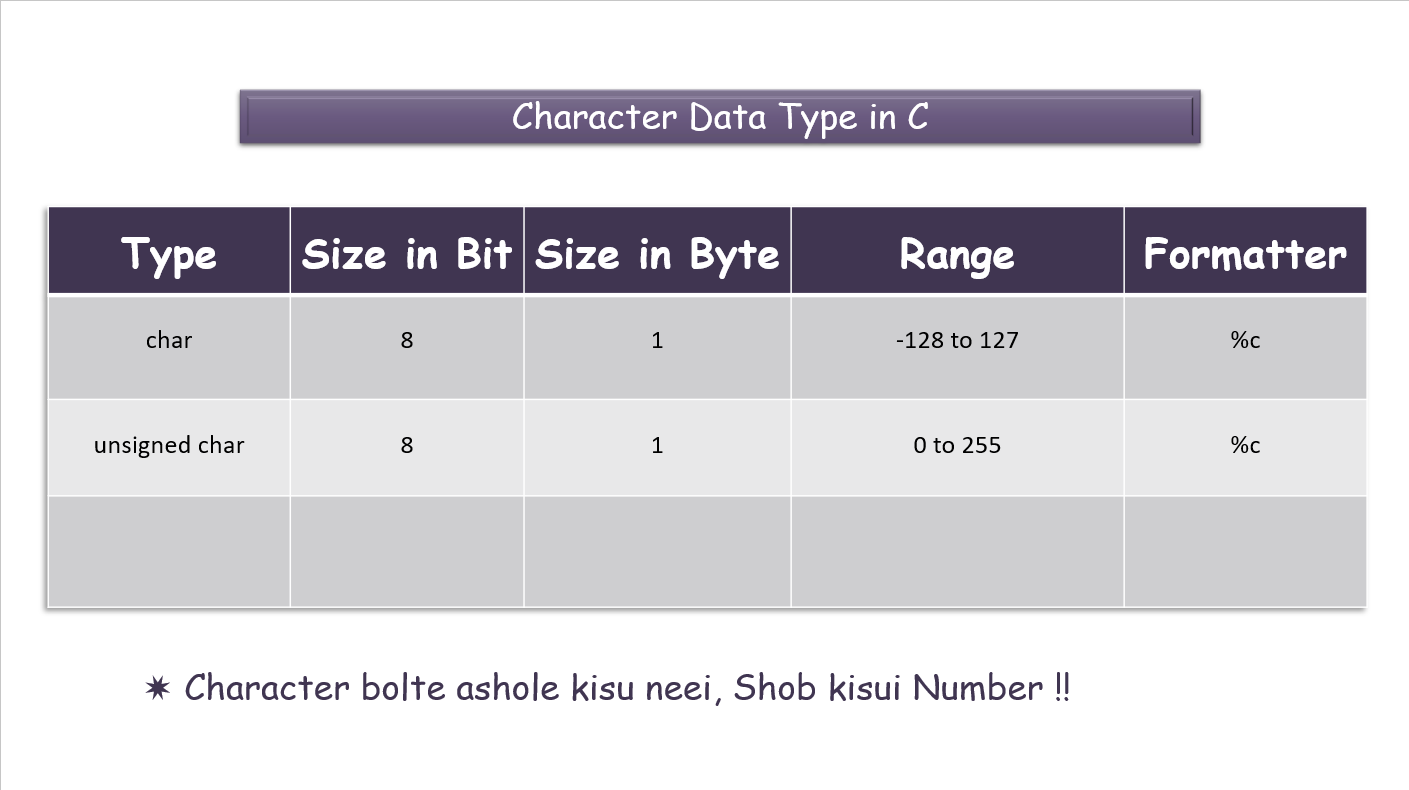 Character Data Type in C
Type Size in Bit Size in Byte Range Formatter
char 8 1 -128 to 127 %c
unsigned char 8 1 0 to 255 %c
✷ Character bolte ashole kisu neei, Shob kisui Number !!